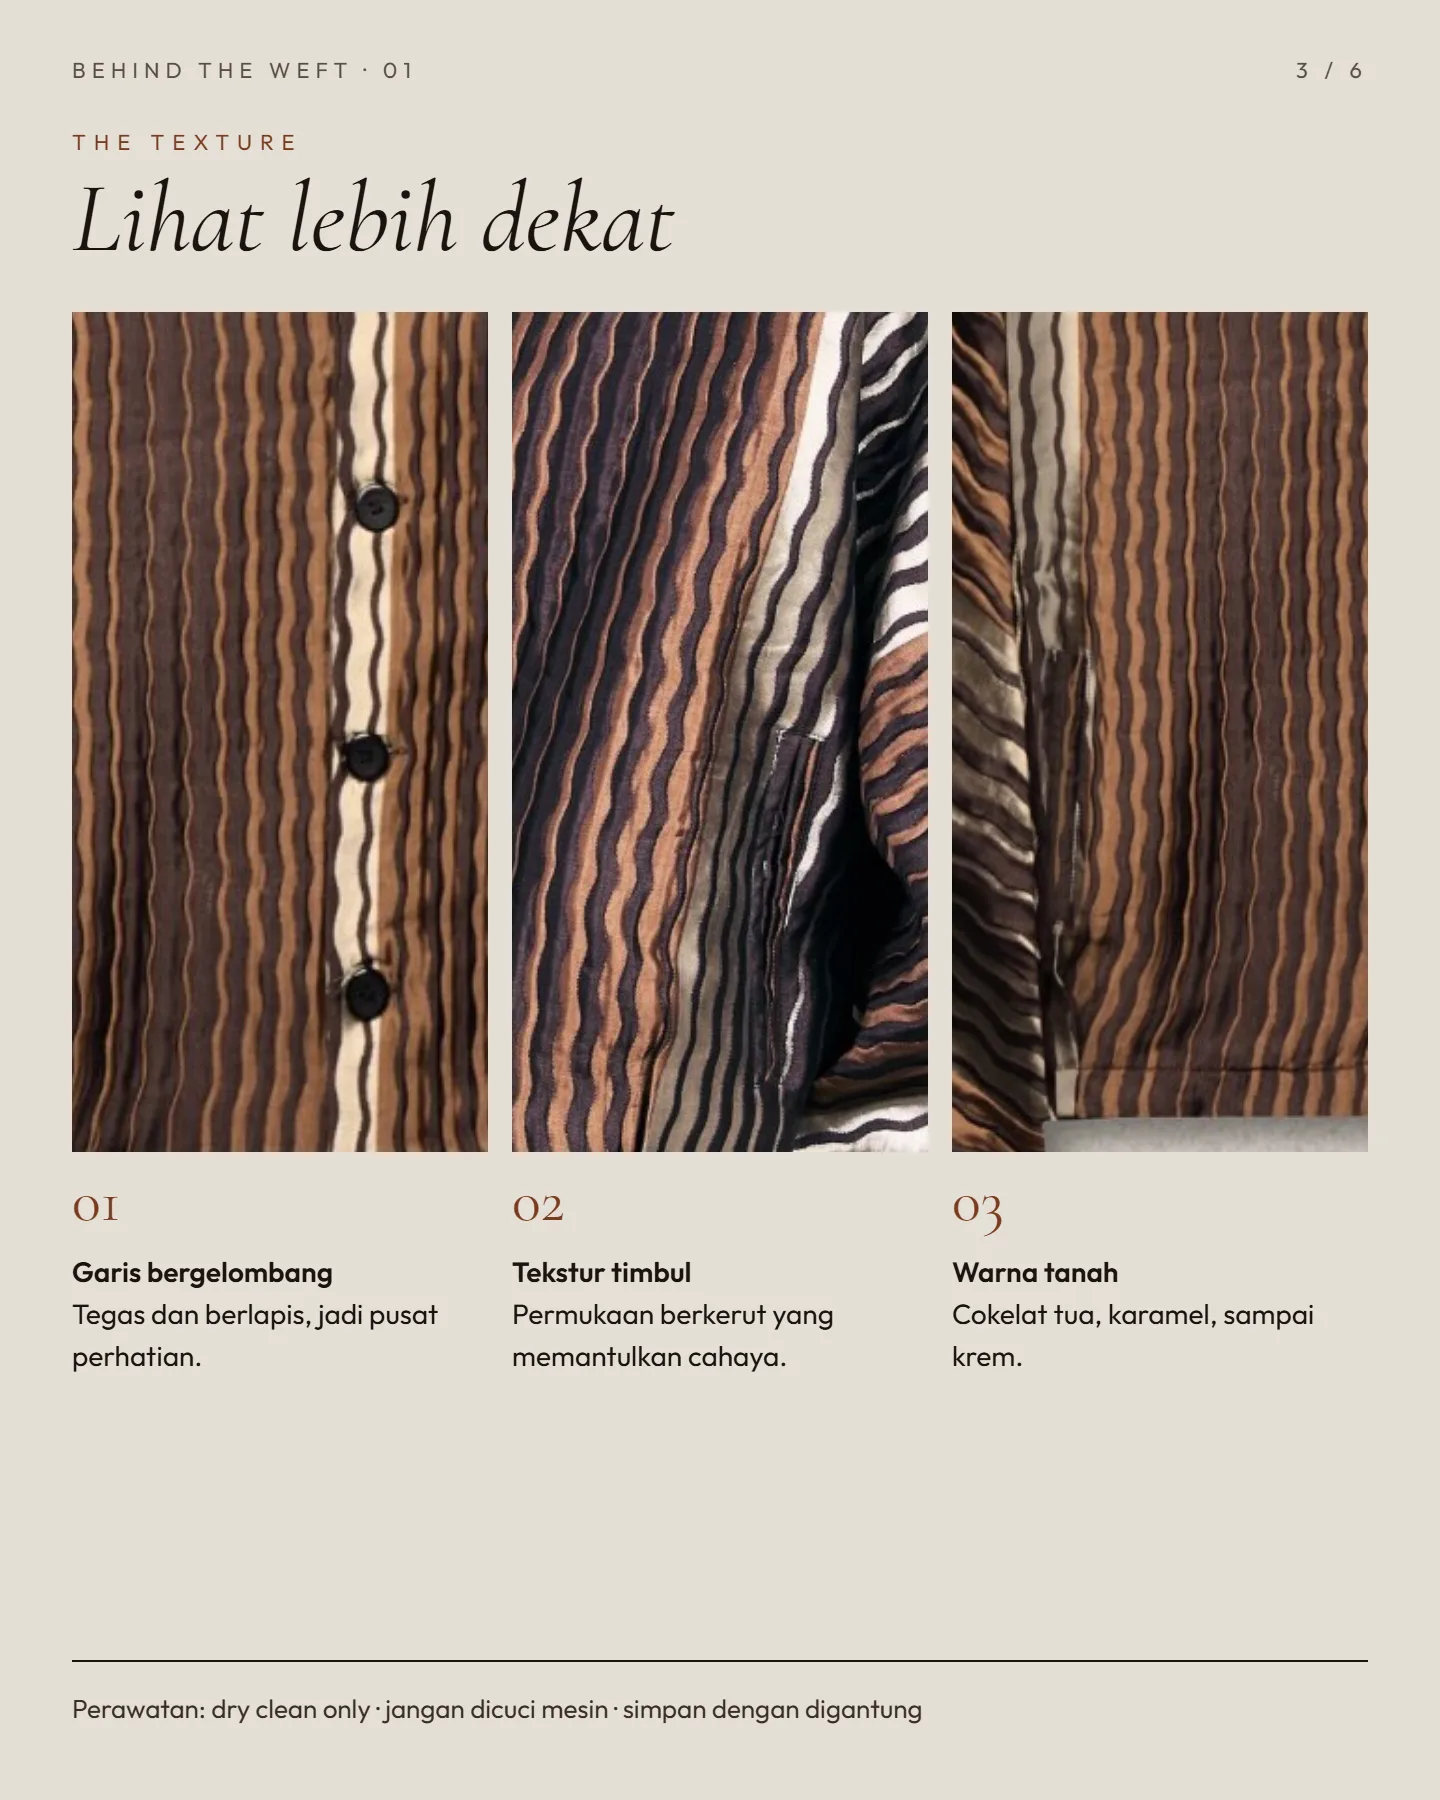 BEHIND THE WEFT · 01
3 / 6
THE TEXTURE
Lihat lebih dekat
01
Garis bergelombang
Tegas dan berlapis, jadi pusat
perhatian.
02
Tekstur timbul
Permukaan berkerut yang
memantulkan cahaya.
03
Warna tanah
Cokelat tua, karamel, sampai
krem.
Perawatan: dry clean only · jangan dicuci mesin · simpan dengan digantung